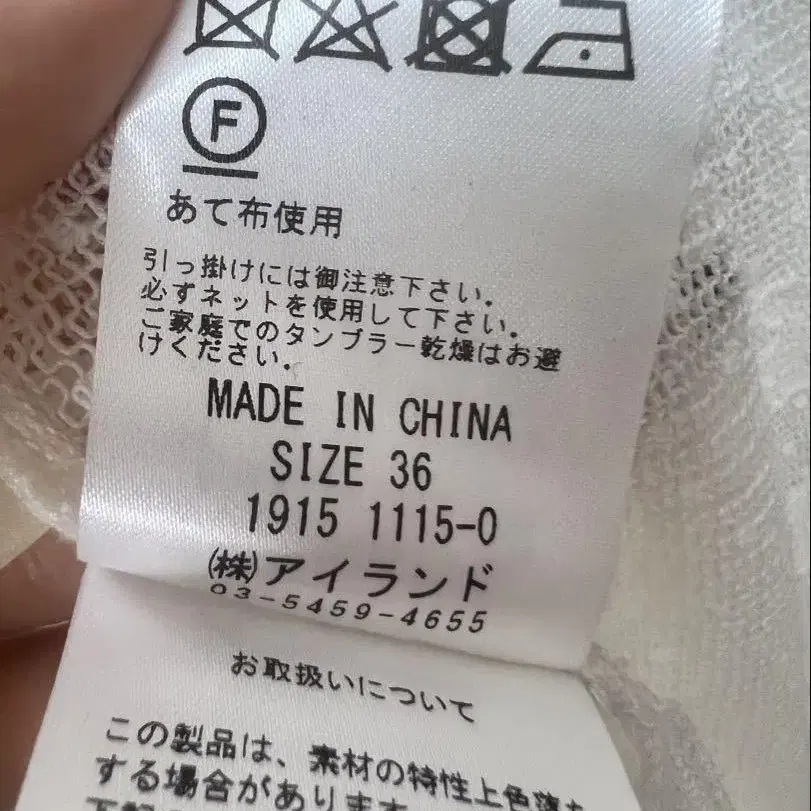 F
あて布使用
引っ掛けには御注意下さい。
必ずネットを使用して下さい。
ご家庭でのタンブラー乾燥はお避
けください。
MADE IN CHINA
SIZE 36
1915 1115-0
㈱アイランド
03-5459-4655
お取扱いについて
この製品は、素材の特性上色落ち
する場合があります
下記